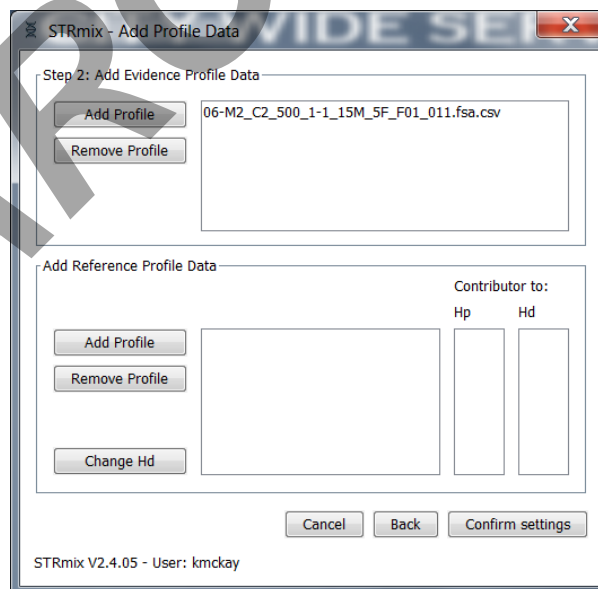 STRmix - Add Profile Data
Step 2: Add Evidence Profile Data
Add Profile
06-M2_C2_500_1-1_15M_5F_F01_011.fsa.csv
Remove Profile
Add Reference Profile Data
Contributor to:
Hp Hd
Add Profile
Remove Profile
Change Hd
Cancel Back Confirm settings
STRmix V2.4.05 - User: kmckay